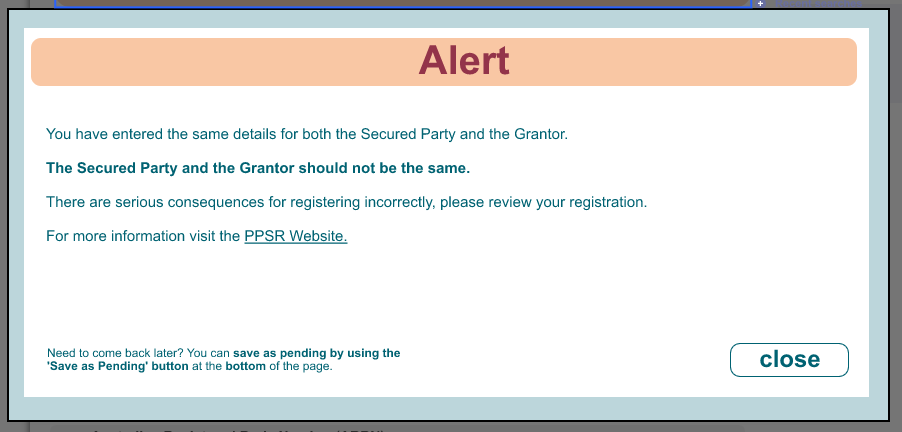 Alert
You have entered the same details for both the Secured Party and the Grantor.
The Secured Party and the Grantor should not be the same.
There are serious consequences for registering incorrectly, please review your registration.
For more information visit the PPSR Website.
Need to come back later? You can save as pending by using the
'Save as Pending' button at the bottom of the page.
close